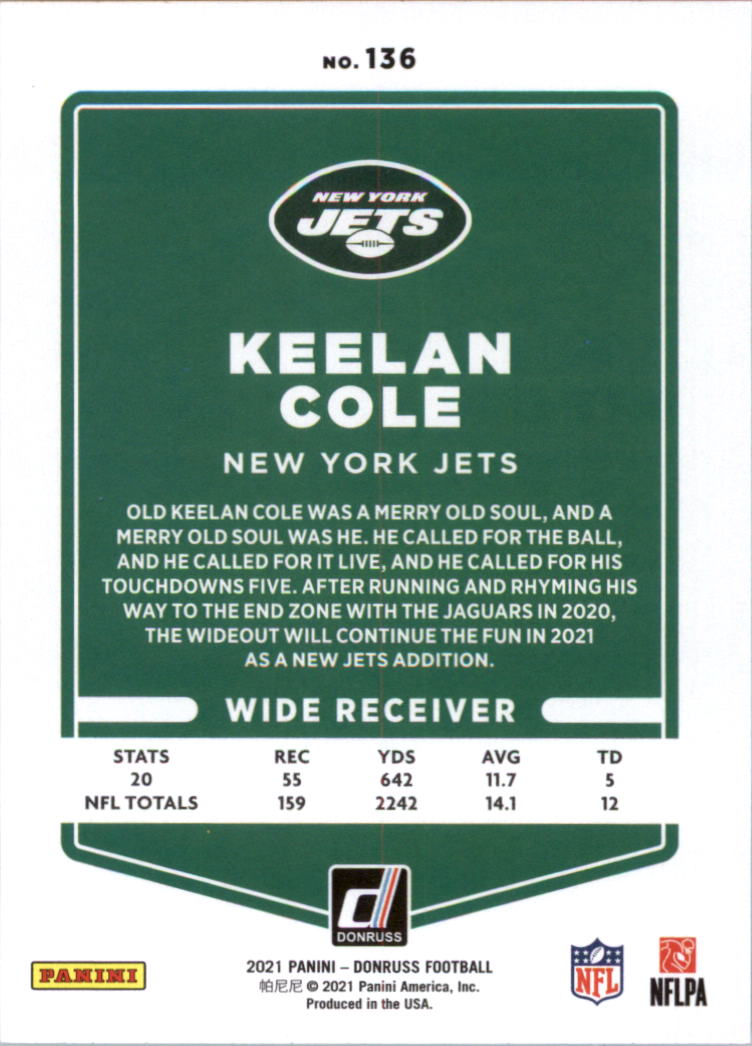 NO. 136
NEW YORK
JETS
KEELAN
COLE
NEW YORK JETS
OLD KEELAN COLE WAS A MERRY OLD SOUL, AND A
MERRY OLD SOUL WAS HE. HE CALLED FOR THE BALL,
AND HE CALLED FOR IT LIVE, AND HE CALLED FOR HIS
TOUCHDOWNS FIVE. AFTER RUNNING AND RHYMING HIS
WAY TO THE END ZONE WITH THE JAGUARS IN 2020,
THE WIDEOUT WILL CONTINUE THE FUN IN 2021
AS A NEW JETS ADDITION.
WIDE RECEIVER
STATS REC YDS AVG TD
20 55 642 11.7 5
NFL TOTALS 159 2242 14.1 12
d
DONRUSS
PANINI
2021 PANINI – DONRUSS FOOTBALL
帕尼尼 © 2021 Panini America, Inc.
Produced in the USA.
NFL
NFLPA